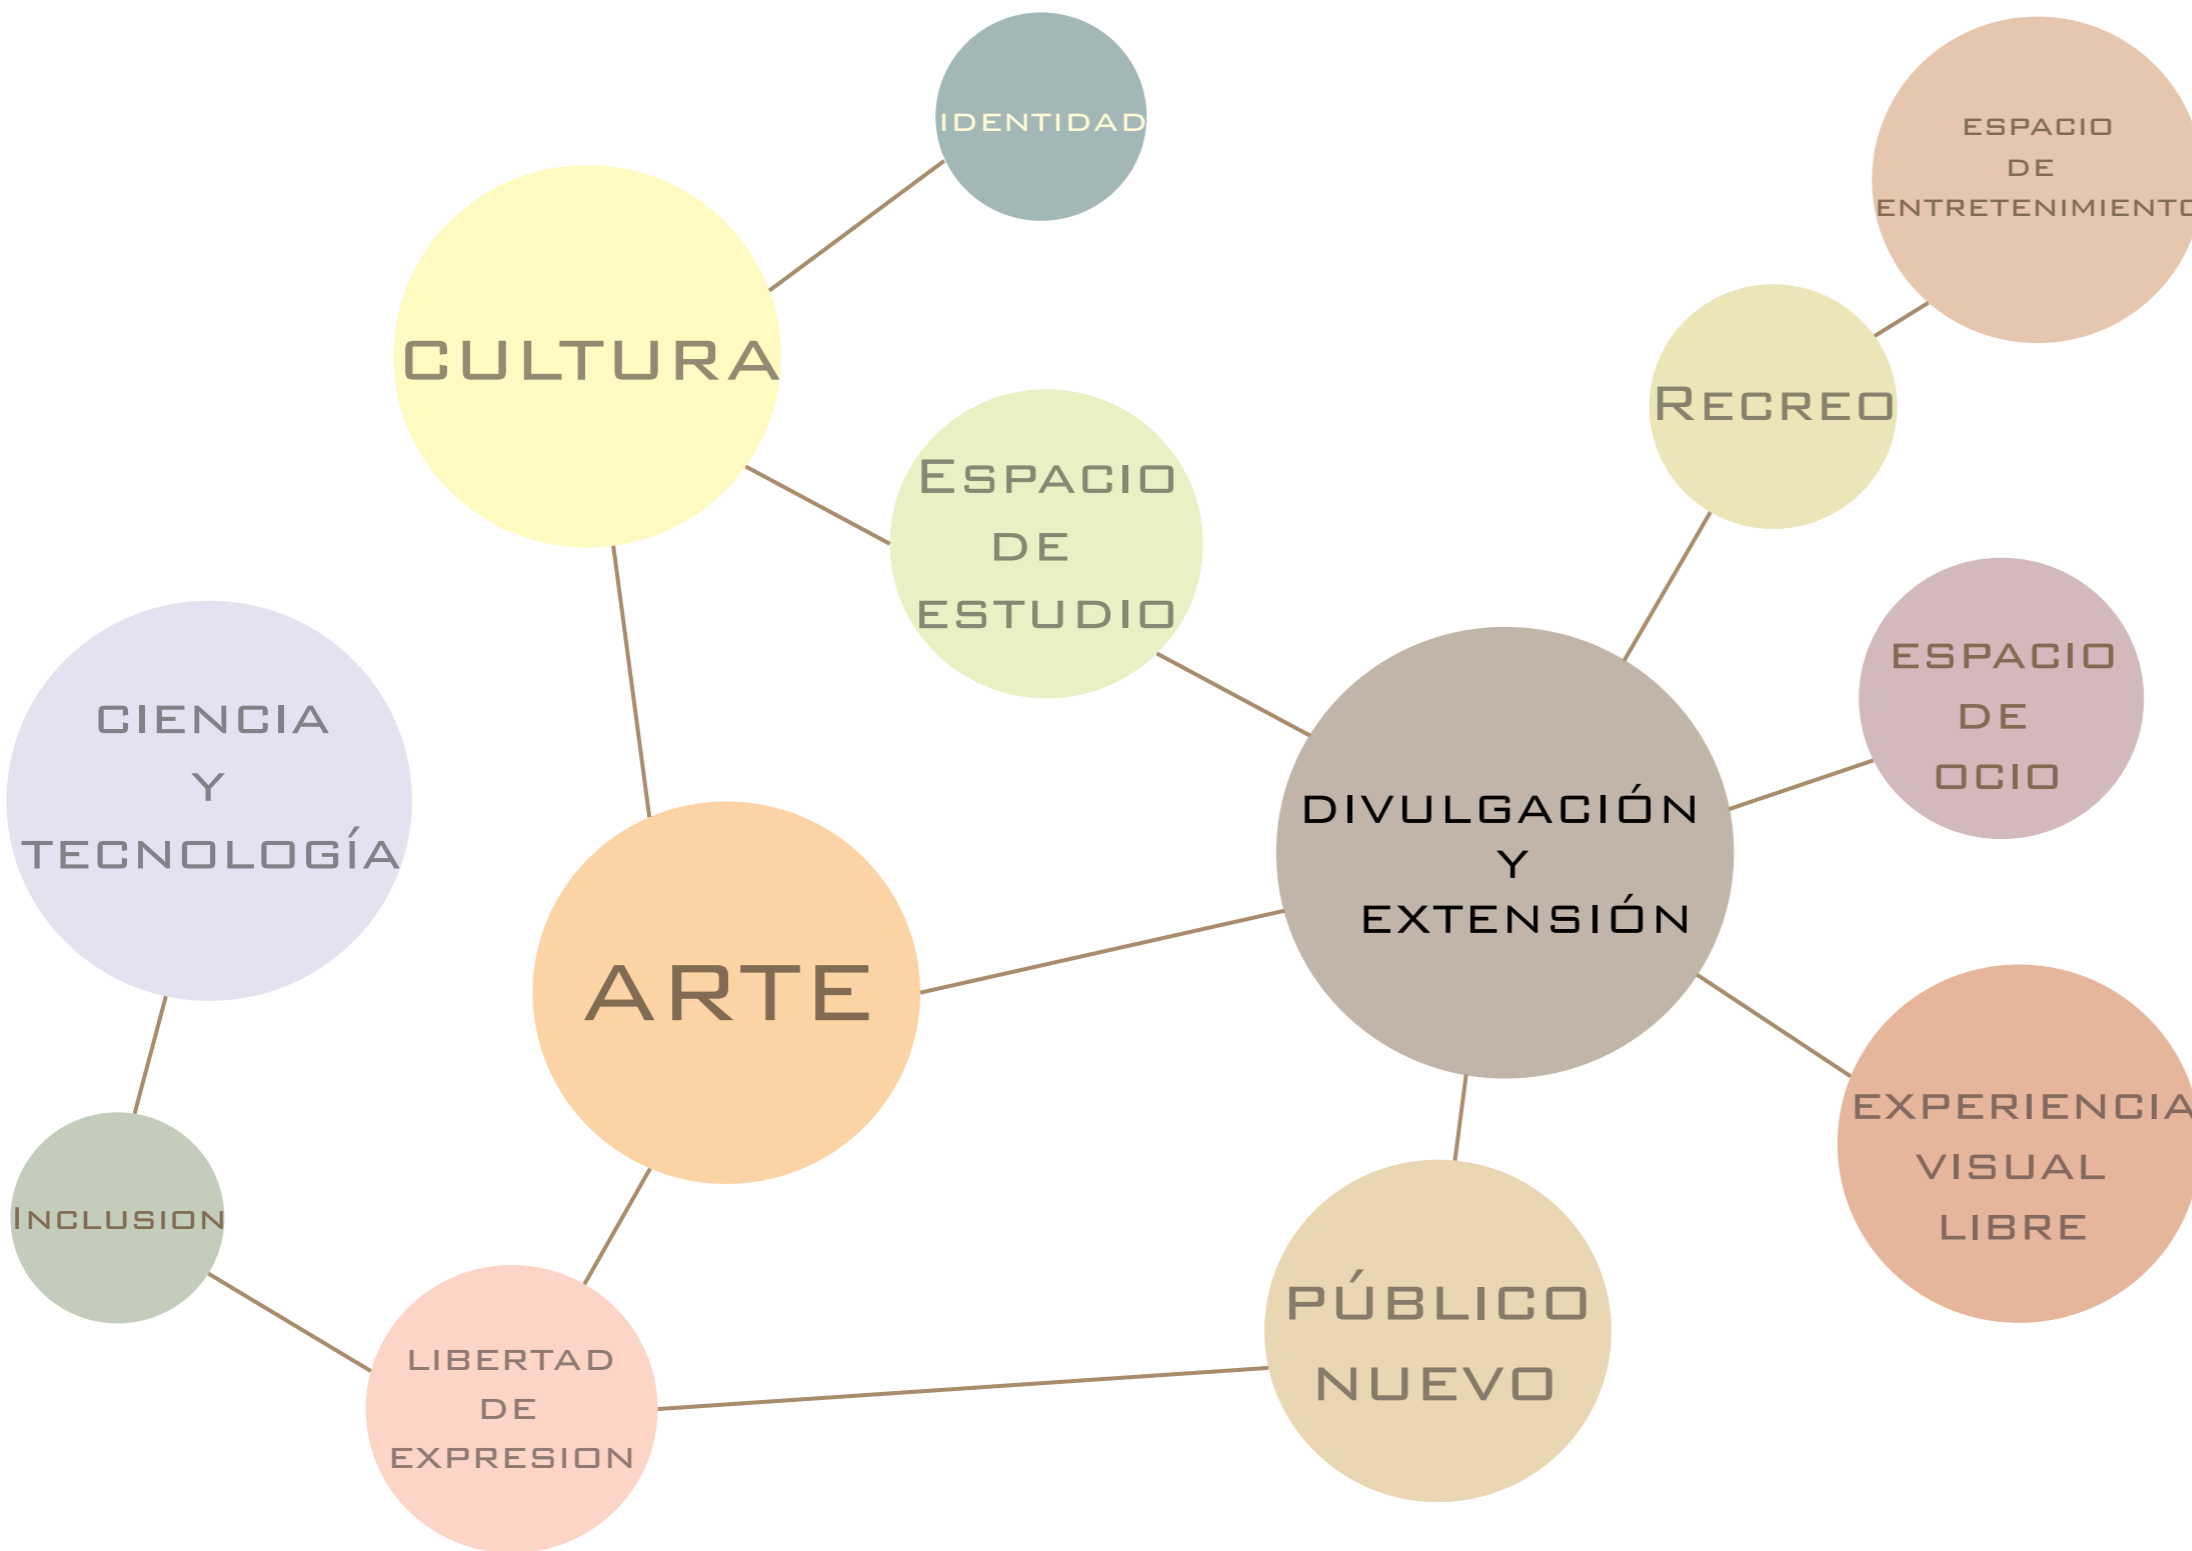 IDENTIDAD
ESPACIO
DE
ENTRETENIMIENTO
CULTURA
RECREO
ESPACIO
DE
ESTUDIO
ESPACIO
DE
OCIO
CIENCIA
Y
TECNOLOGÍA
DIVULGACIÓN
Y
EXTENSIÓN
ARTE
EXPERIENCIA
VISUAL
LIBRE
INCLUSION
PÚBLICO
NUEVO
LIBERTAD
DE
EXPRESION